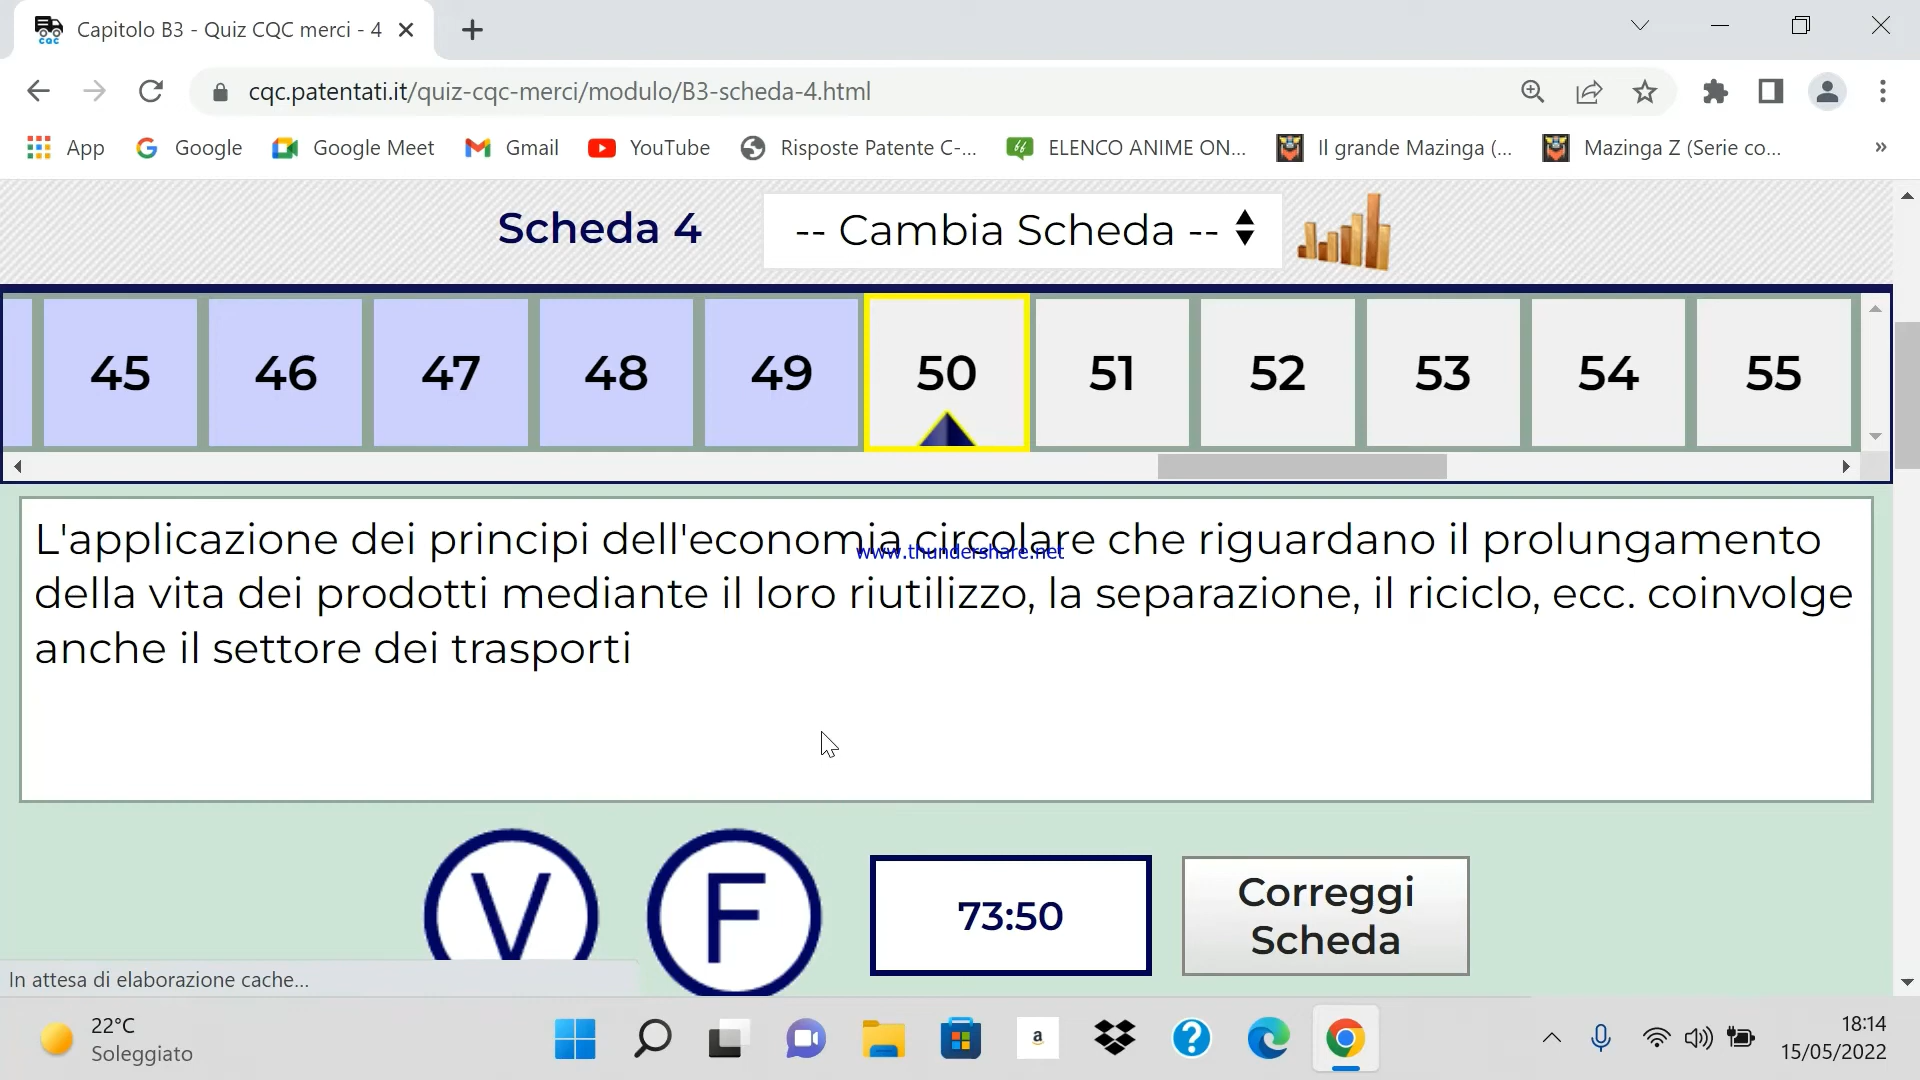 Capitolo B3 - Quiz CQC merci - 4
cqc.patentati.it/quiz-cqc-merci/modulo/B3-scheda-4.html
App
Google
Google Meet
Gmail
YouTube
Risposte Patente C-...
ELENCO ANIME ON...
Il grande Mazinga (...
Mazinga Z (Serie co...
»
Scheda 4
-- Cambia Scheda --
45 46 47 48 49 50 51 52 53 54 55
L'applicazione dei principi dell'economia circolare che riguardano il prolungamento
www.thundershare.net
della vita dei prodotti mediante il loro riutilizzo, la separazione, il riciclo, ecc. coinvolge
anche il settore dei trasporti
V
F
73:50
Correggi
Scheda
In attesa di elaborazione cache...
22°C
Soleggiato
a
?
18:14
15/05/2022